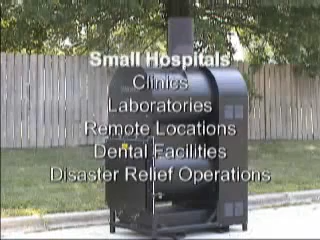 Small Hospitals
Clinics
Laboratories
Remote Locations
Dental Facilities
Disaster Relief Operations